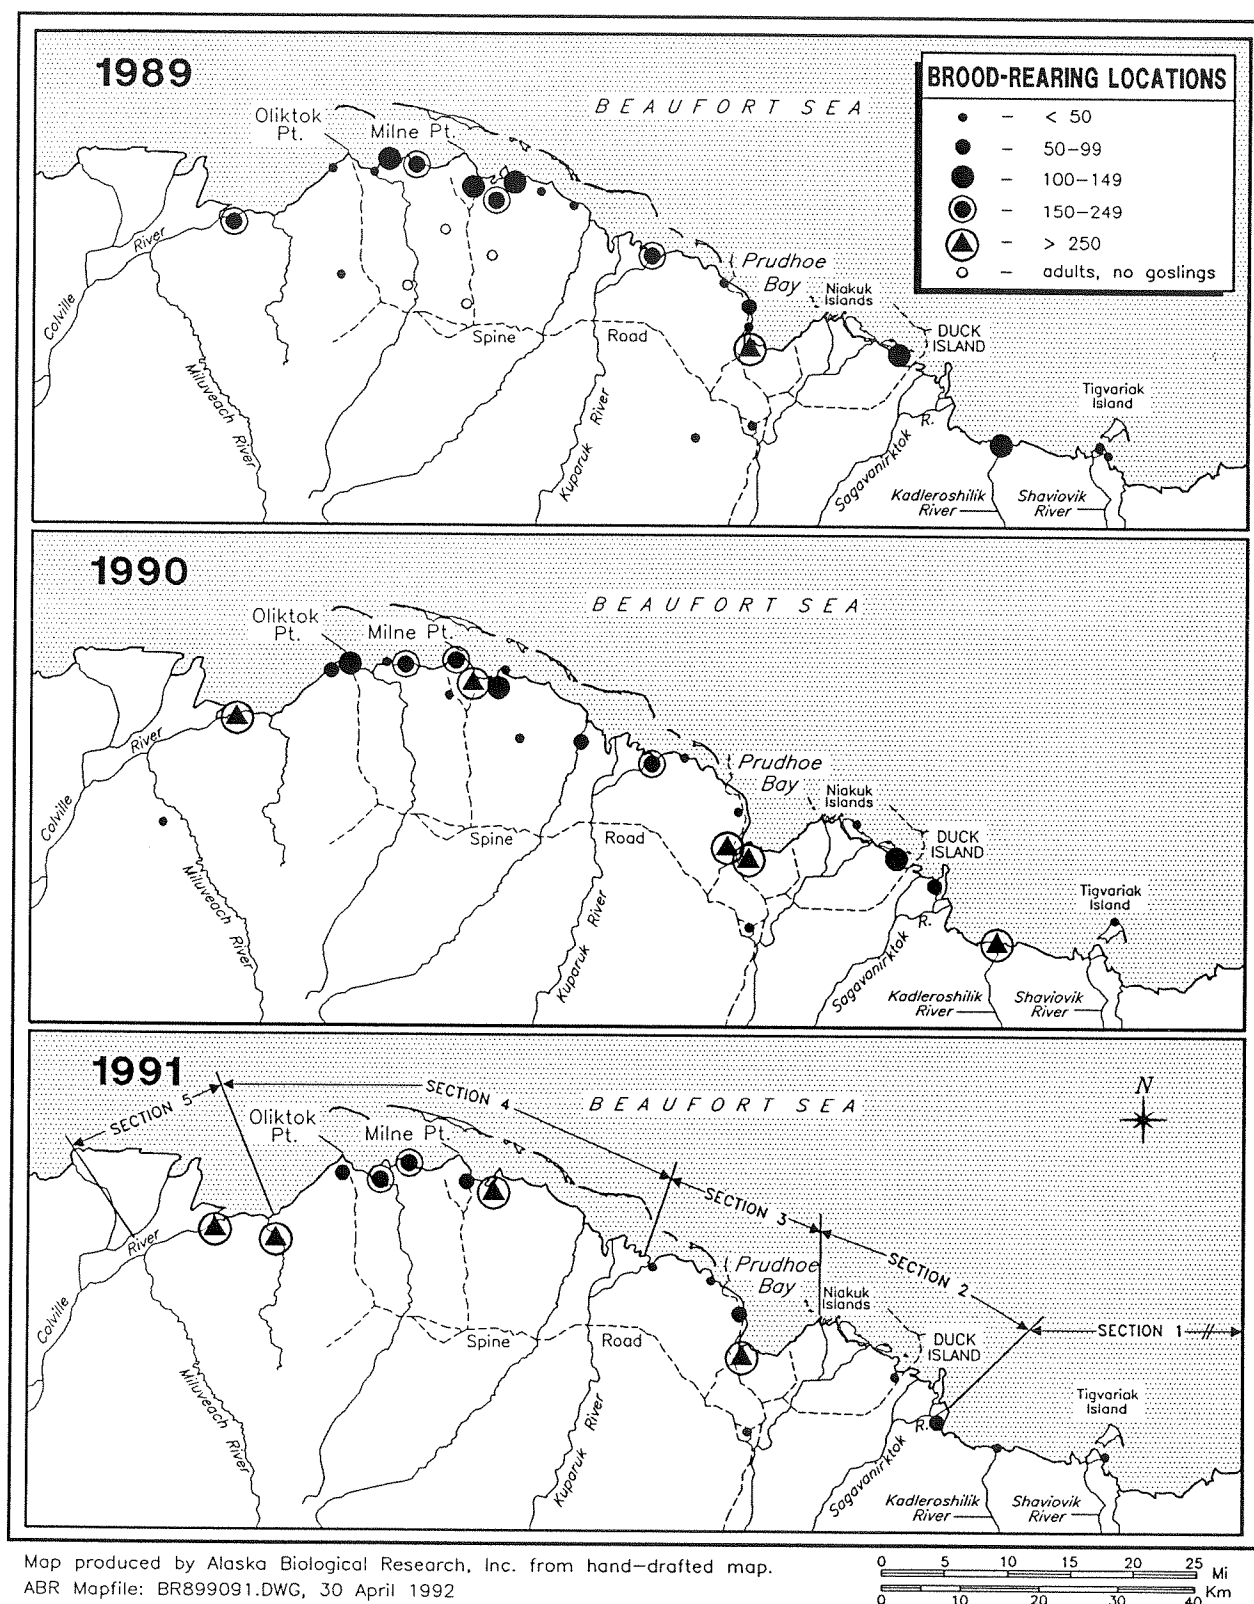 1989
BROOD-REARING LOCATIONS
– < 50
– 50–99
– 100–149
– 150–249
– > 250
– adults, no goslings
BEAUFORT SEA
Oliktok
Pt.
Milne Pt.
Prudhoe
Bay
Niakuk
Islands
DUCK
ISLAND
Tigvariak
Island
River
Colville
Miluveach River
Spine
Road
Kuparuk River
Sagavanirktok
R.
Kadleroshilik
River
Shaviovik
River
1990
BEAUFORT SEA
Oliktok
Pt.
Milne Pt.
Prudhoe
Bay
Niakuk
Islands
DUCK
ISLAND
Tigvariak
Island
River
Colville
Miluveach River
Spine
Road
Kuparuk River
Sagavanirktok
R.
Kadleroshilik
River
Shaviovik
River
1991
SECTION 5
SECTION 4
BEAUFORT SEA
N
Oliktok
Pt.
Milne Pt.
SECTION 3
SECTION 2
SECTION 1
Prudhoe
Bay
Niakuk
Islands
DUCK
ISLAND
Tigvariak
Island
River
Colville
Miluveach River
Spine
Road
Kuparuk River
Sagavanirktok
R.
Kadleroshilik
River
Shaviovik
River
Map produced by Alaska Biological Research, Inc. from hand–drafted map.
ABR Mapfile: BR899091.DWG, 30 April 1992
0 5 10 15 20 25
Mi
Km
0 10 20 30 40